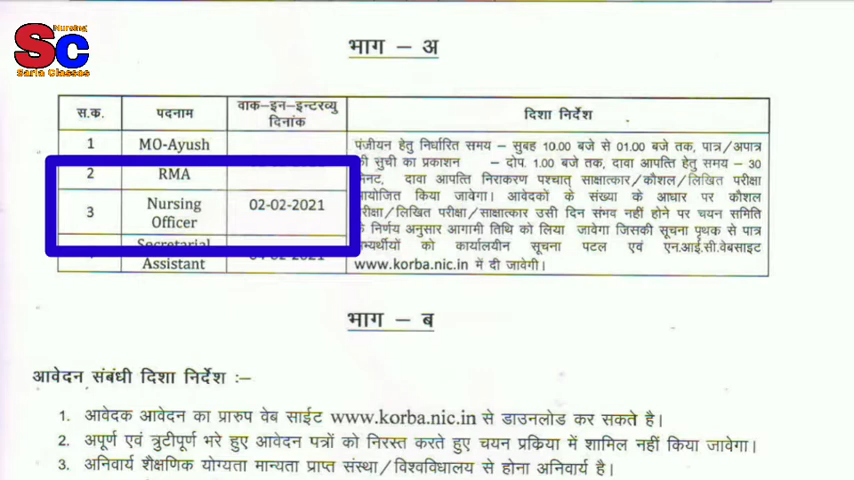 Nursing
SC
Saria Classes
भाग – अ
स.क. पदनाम वाक-इन-इन्टरव्यु दिनांक दिशा निर्देश
1 MO-Ayush
2 RMA
3 Nursing Officer 02-02-2021
Secretarial Assistant
पंजीयन हेतु निर्धारित समय – सुबह 10.00 बजे से 01.00 बजे तक, पात्र/अपात्र
की सुची का प्रकाशन – दोप. 1.00 बजे तक, दावा आपत्ति हेतु समय – 30
दावा आपत्ति निराकरण पश्चात् साक्षात्कार/कौशल/लिखित परीक्षा
आयोजित किया जावेगा। आवेदकों के संख्या के आधार पर कौशल
परीक्षा/लिखित परीक्षा/साक्षात्कार उसी दिन संभव नहीं होने पर चयन समिति
निर्णय अनुसार आगामी तिथि को लिया जावेगा जिसकी सूचना पृथक से पात्र
को कार्यालयीन सूचना पटल एवं एन.आई.सी.वेबसाइट
www.korba.nic.in में दी जावेगी।
भाग – ब
आवेदन संबंधी दिशा निर्देश :–
1. आवेदक आवेदन का प्रारुप वेब साईट www.korba.nic.in से डाउनलोड कर सकते है।
2. अपूर्ण एवं त्रुटीपूर्ण भरे हुए आवेदन पत्रों को निरस्त करते हुए चयन प्रकिया में शामिल नहीं किया जावेगा।
3. अनिवार्य शैक्षणिक योग्यता मान्यता प्राप्त संस्था/विश्वविद्यालय से होना अनिवार्य है।